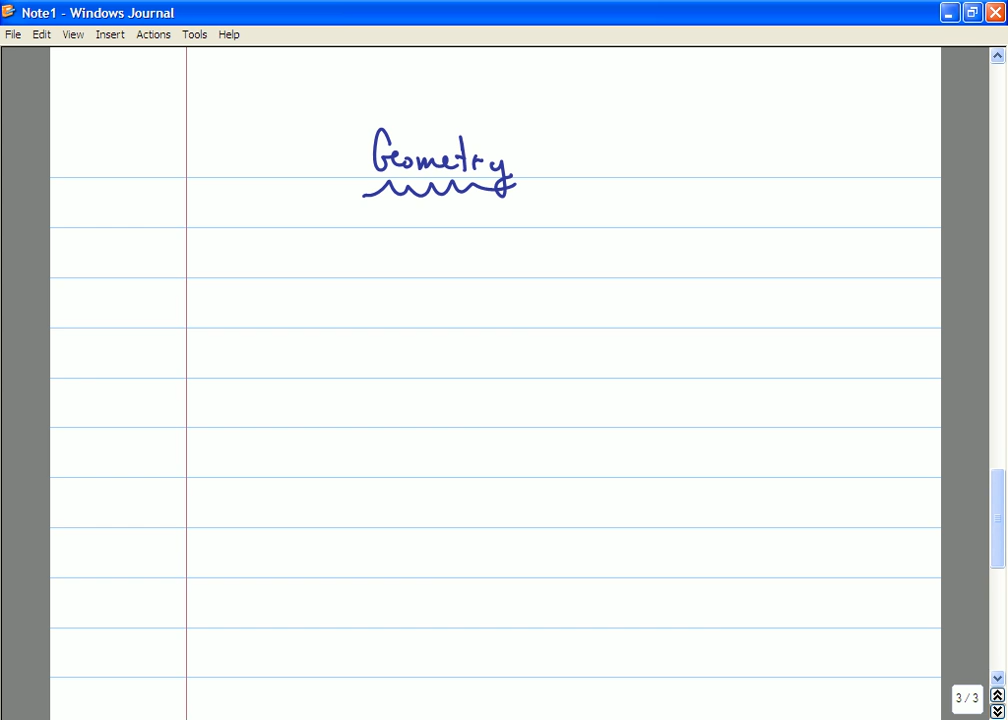 Note1 - Windows Journal
File Edit View Insert Actions Tools Help
Geometry
3 / 3